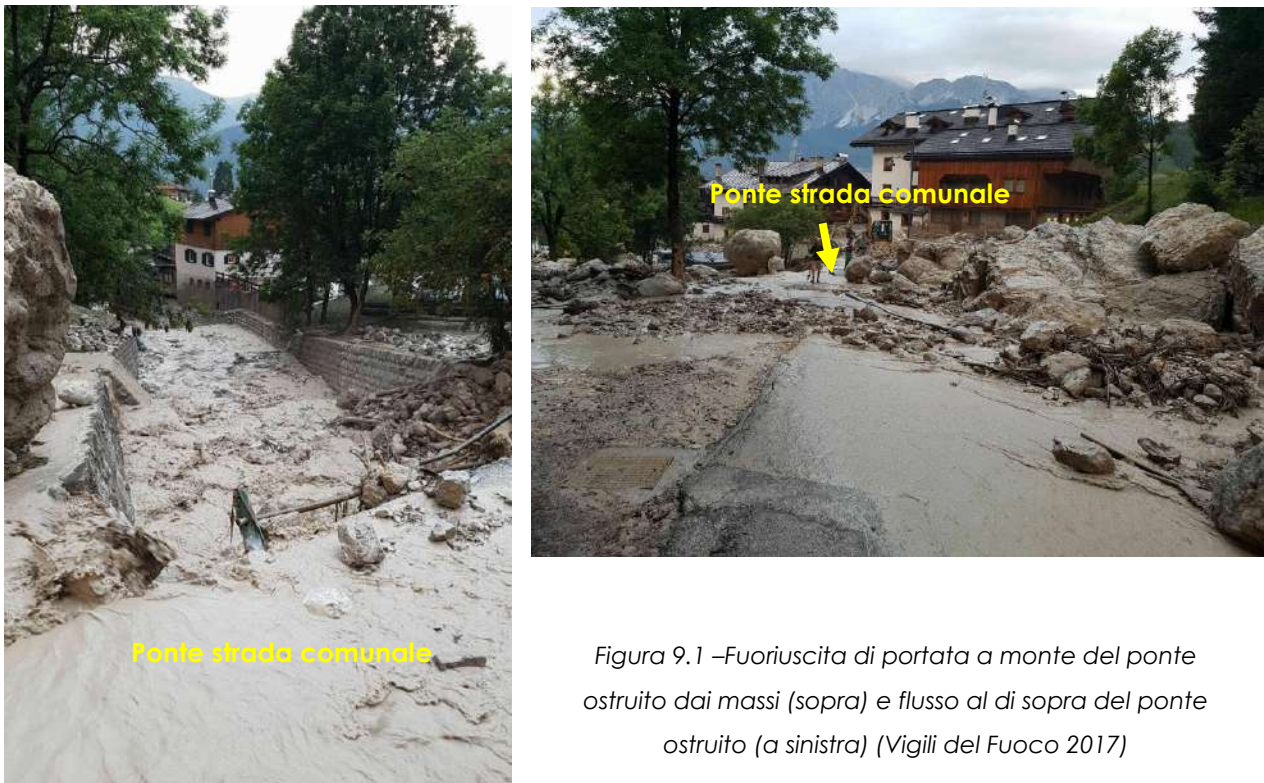 Ponte strada comunale
Ponte strada comunale
Figura 9.1 –Fuoriuscita di portata a monte del ponte
ostruito dai massi (sopra) e flusso al di sopra del ponte
ostruito (a sinistra) (Vigili del Fuoco 2017)